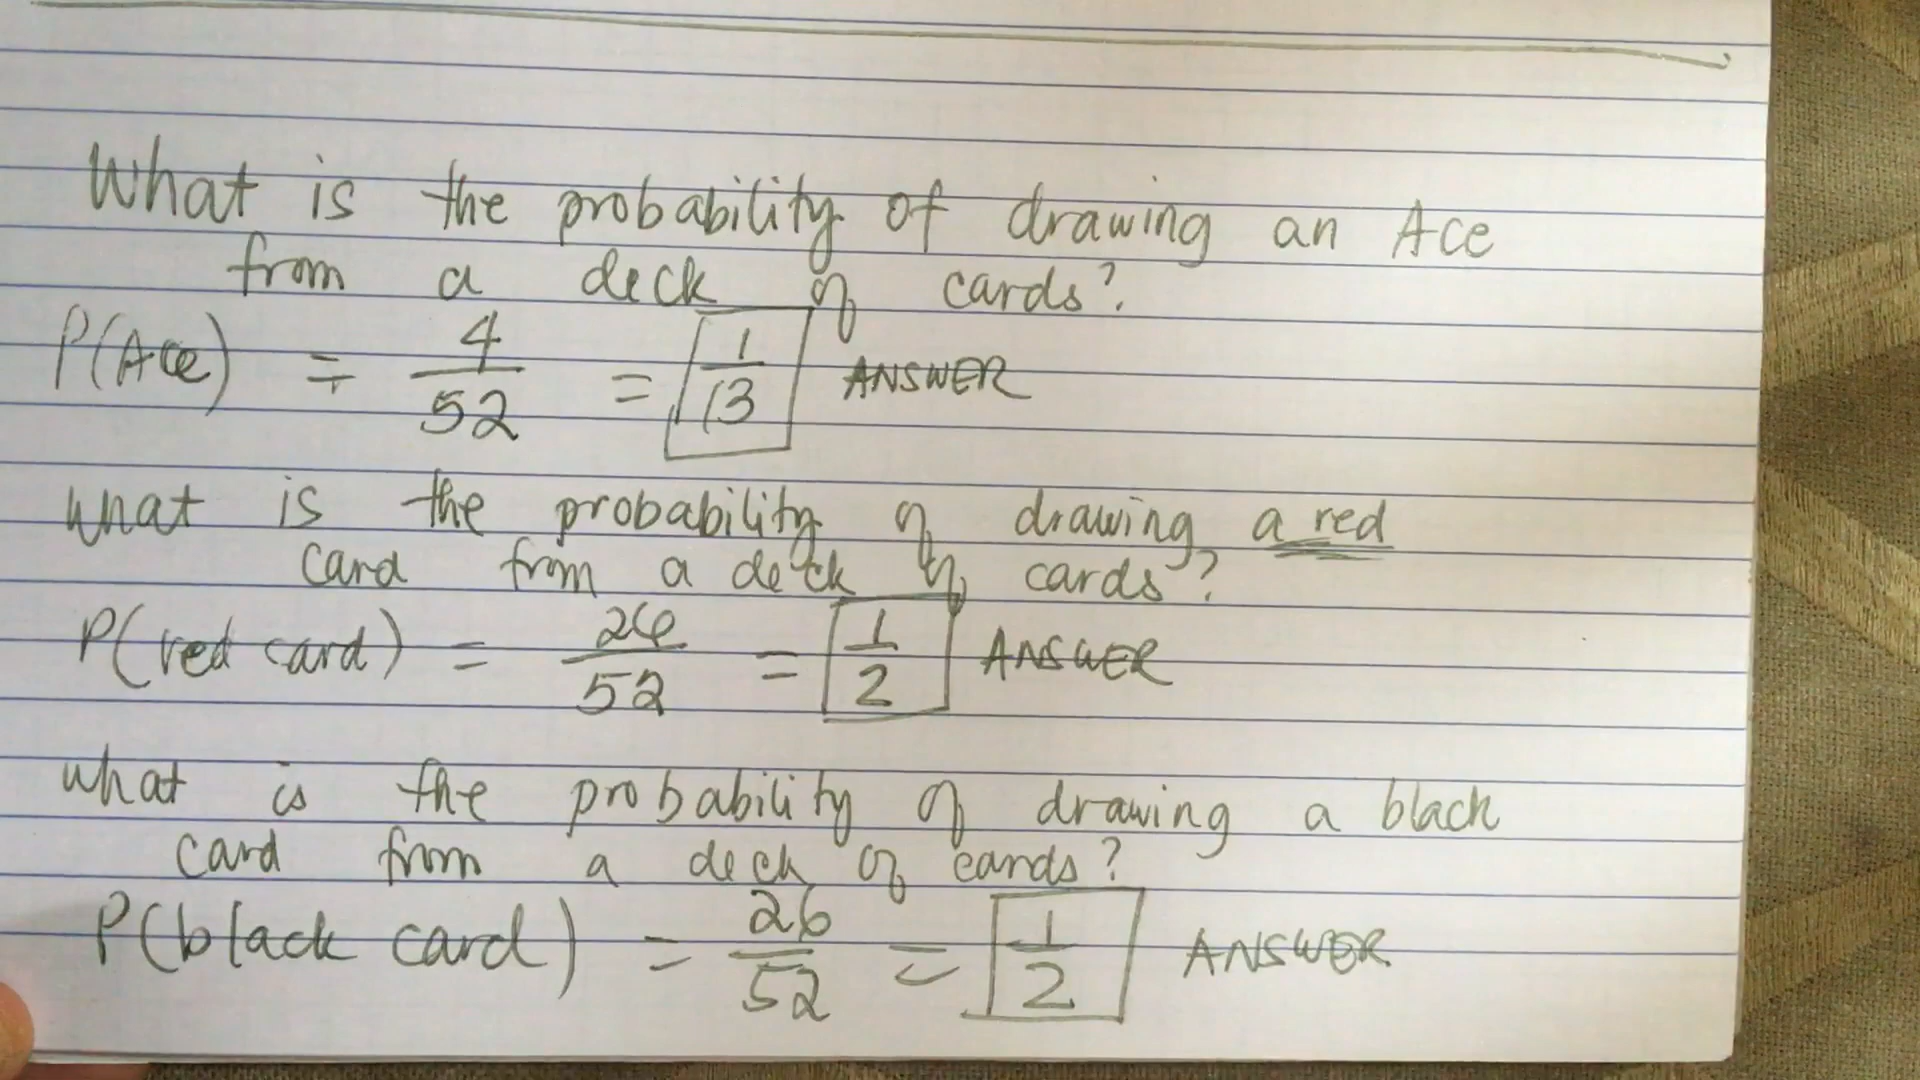 What is the probability of drawing an Ace
from a deck of cards?
P(Ace) = 4/52 = 1/13 ANSWER
what is the probability of drawing a red
card from a deck of cards?
P(red card) = 26/52 = 1/2 ANSWER
what is the probability of drawing a black
card from a deck of cards?
P(black card) = 26/52 = 1/2 ANSWER